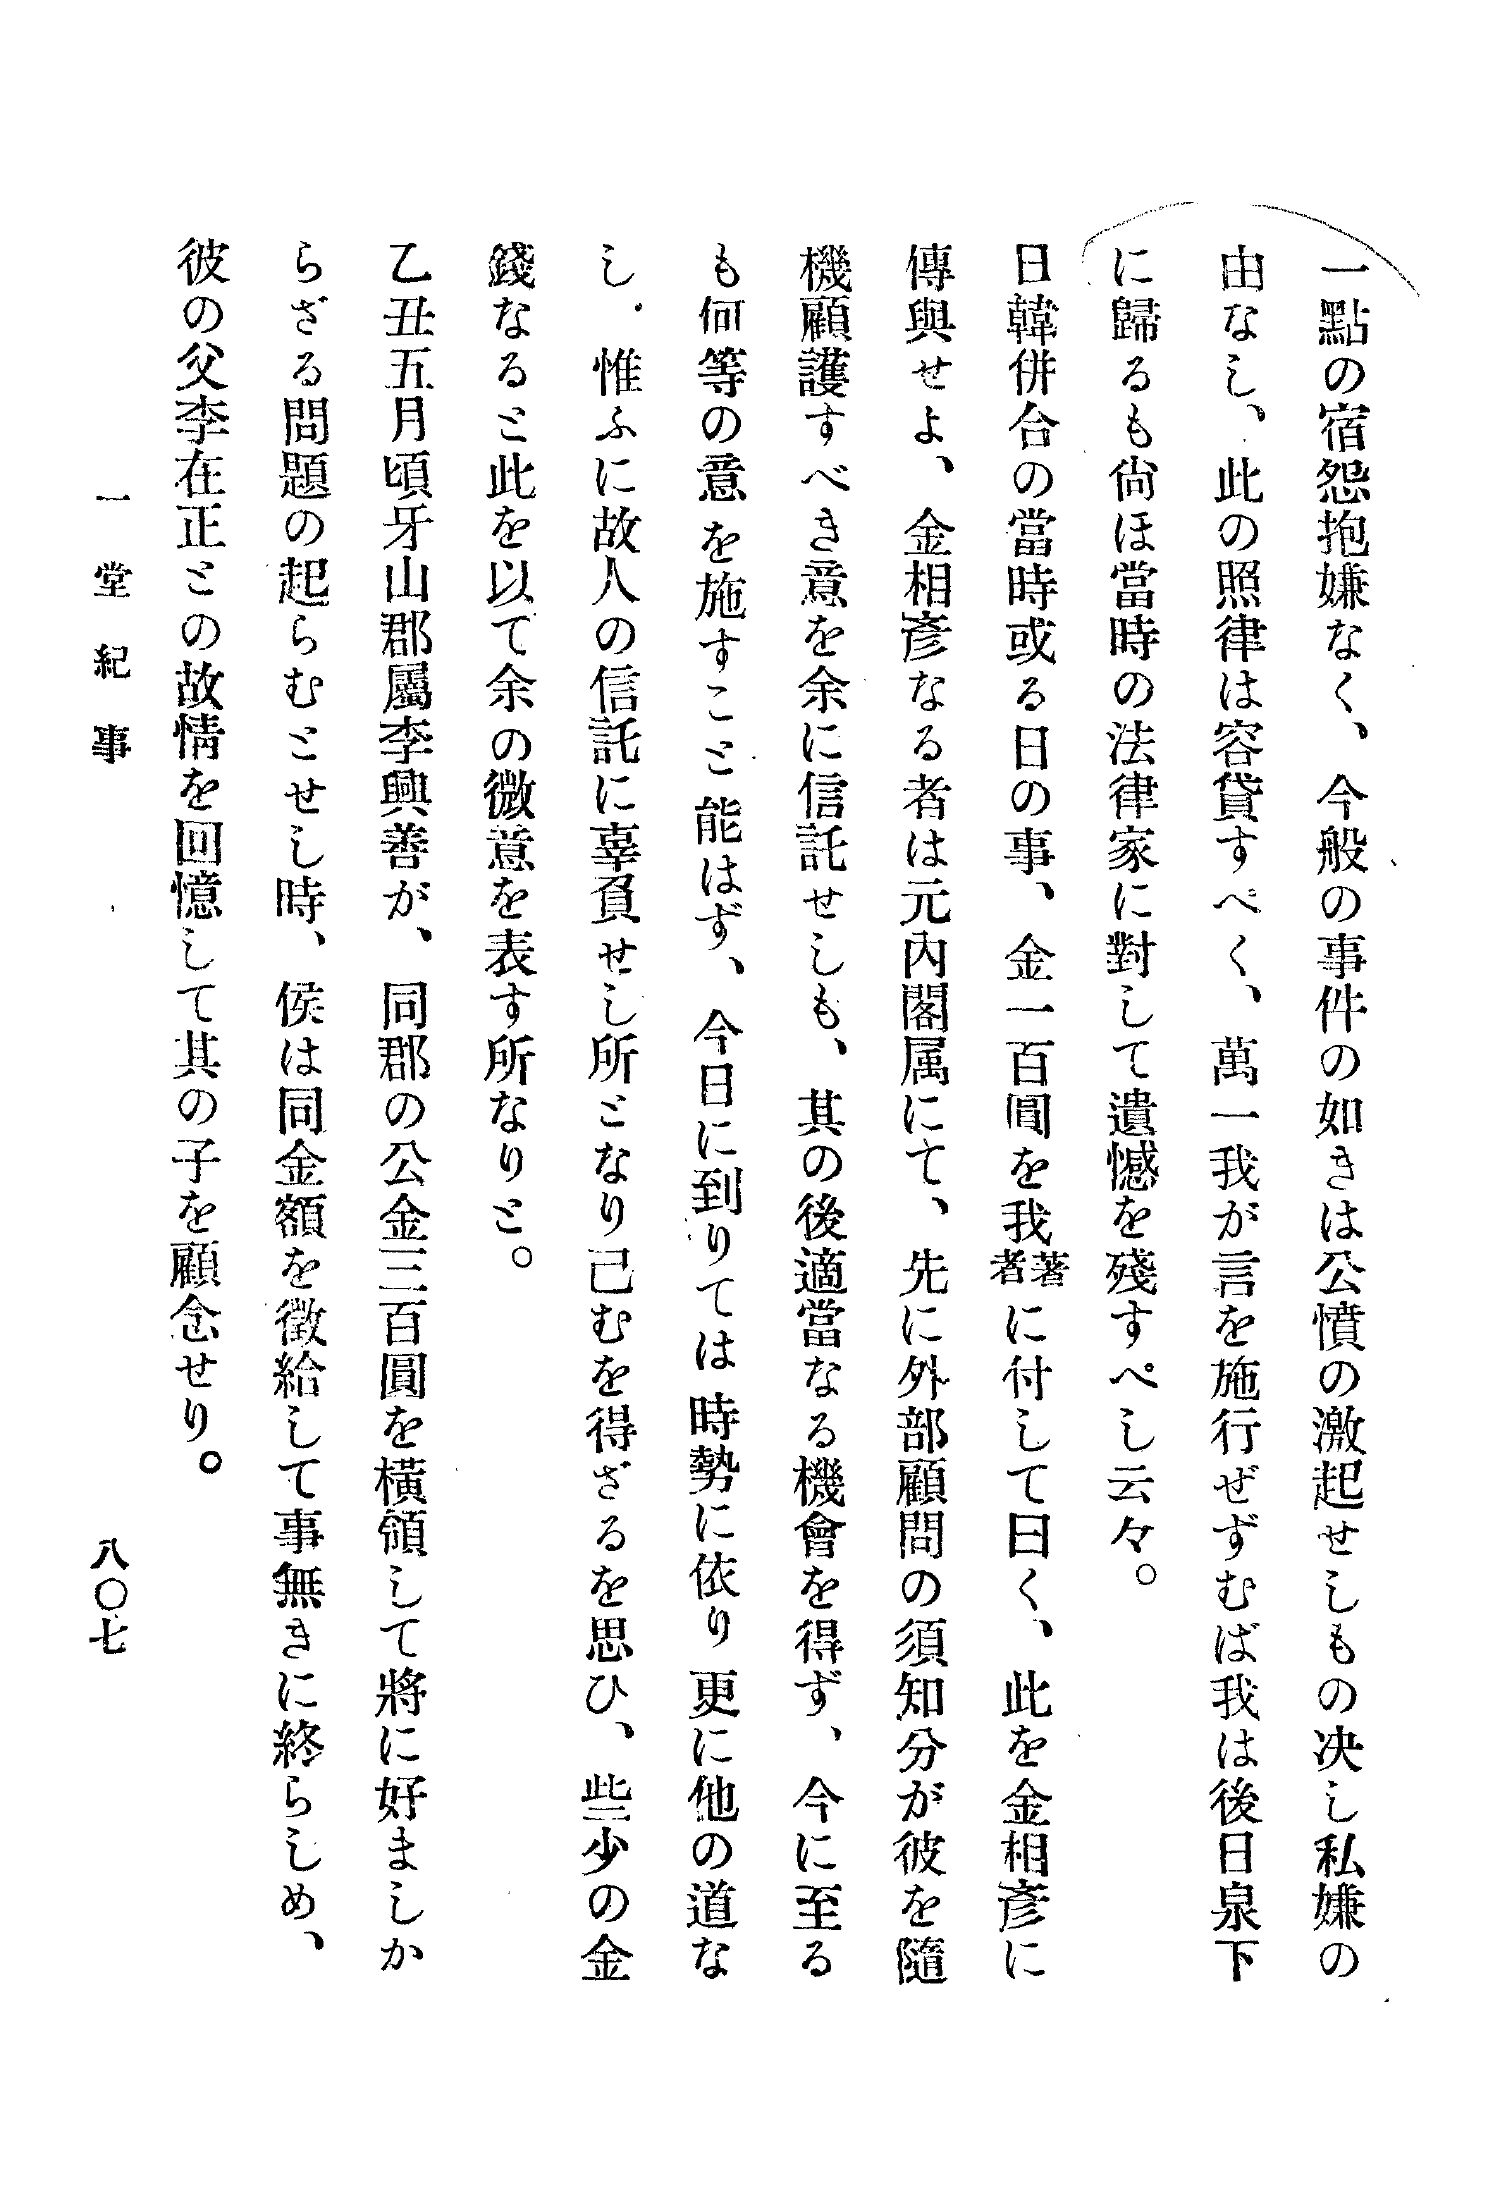 一點の宿怨抱嫌なく、今般の事件の如きは公憤の激起せしもの決し私嫌の
由なし、此の照律は容貸すべく、萬一我が言を施行ぜずむば我は後日泉下
に歸るも尙ほ當時の法律家に對して遺憾を殘すぺし云々。
日韓併合の當時或る日の事、金一百圓を我著者に付して曰く、此を金相彥に
傳與せよ、金相彥なる者は元內閣属にて、先に外部顧問の須知分が彼を隨
機顧護すべき意を余に信託せしも、其の後適當なる機會を得ず、今に至る
も何等の意を施すこと能はず、今日に到りては時勢に依り更に他の道な
し。惟ふに故人の信託に辜負せし所となり已むを得ざるを思ひ、些少の金
錢なると此を以て余の微意を表す所なりと。
乙丑五月頃牙山郡屬李興善が、同郡の公金三百圓を橫領して將に好ましか
らざる問題の起らむとせし時、侯は同金額を徵給して事無きに終らしめ、
彼の父李在正との故情を回憶して其の子を顧念せり。
一堂紀事
八〇七